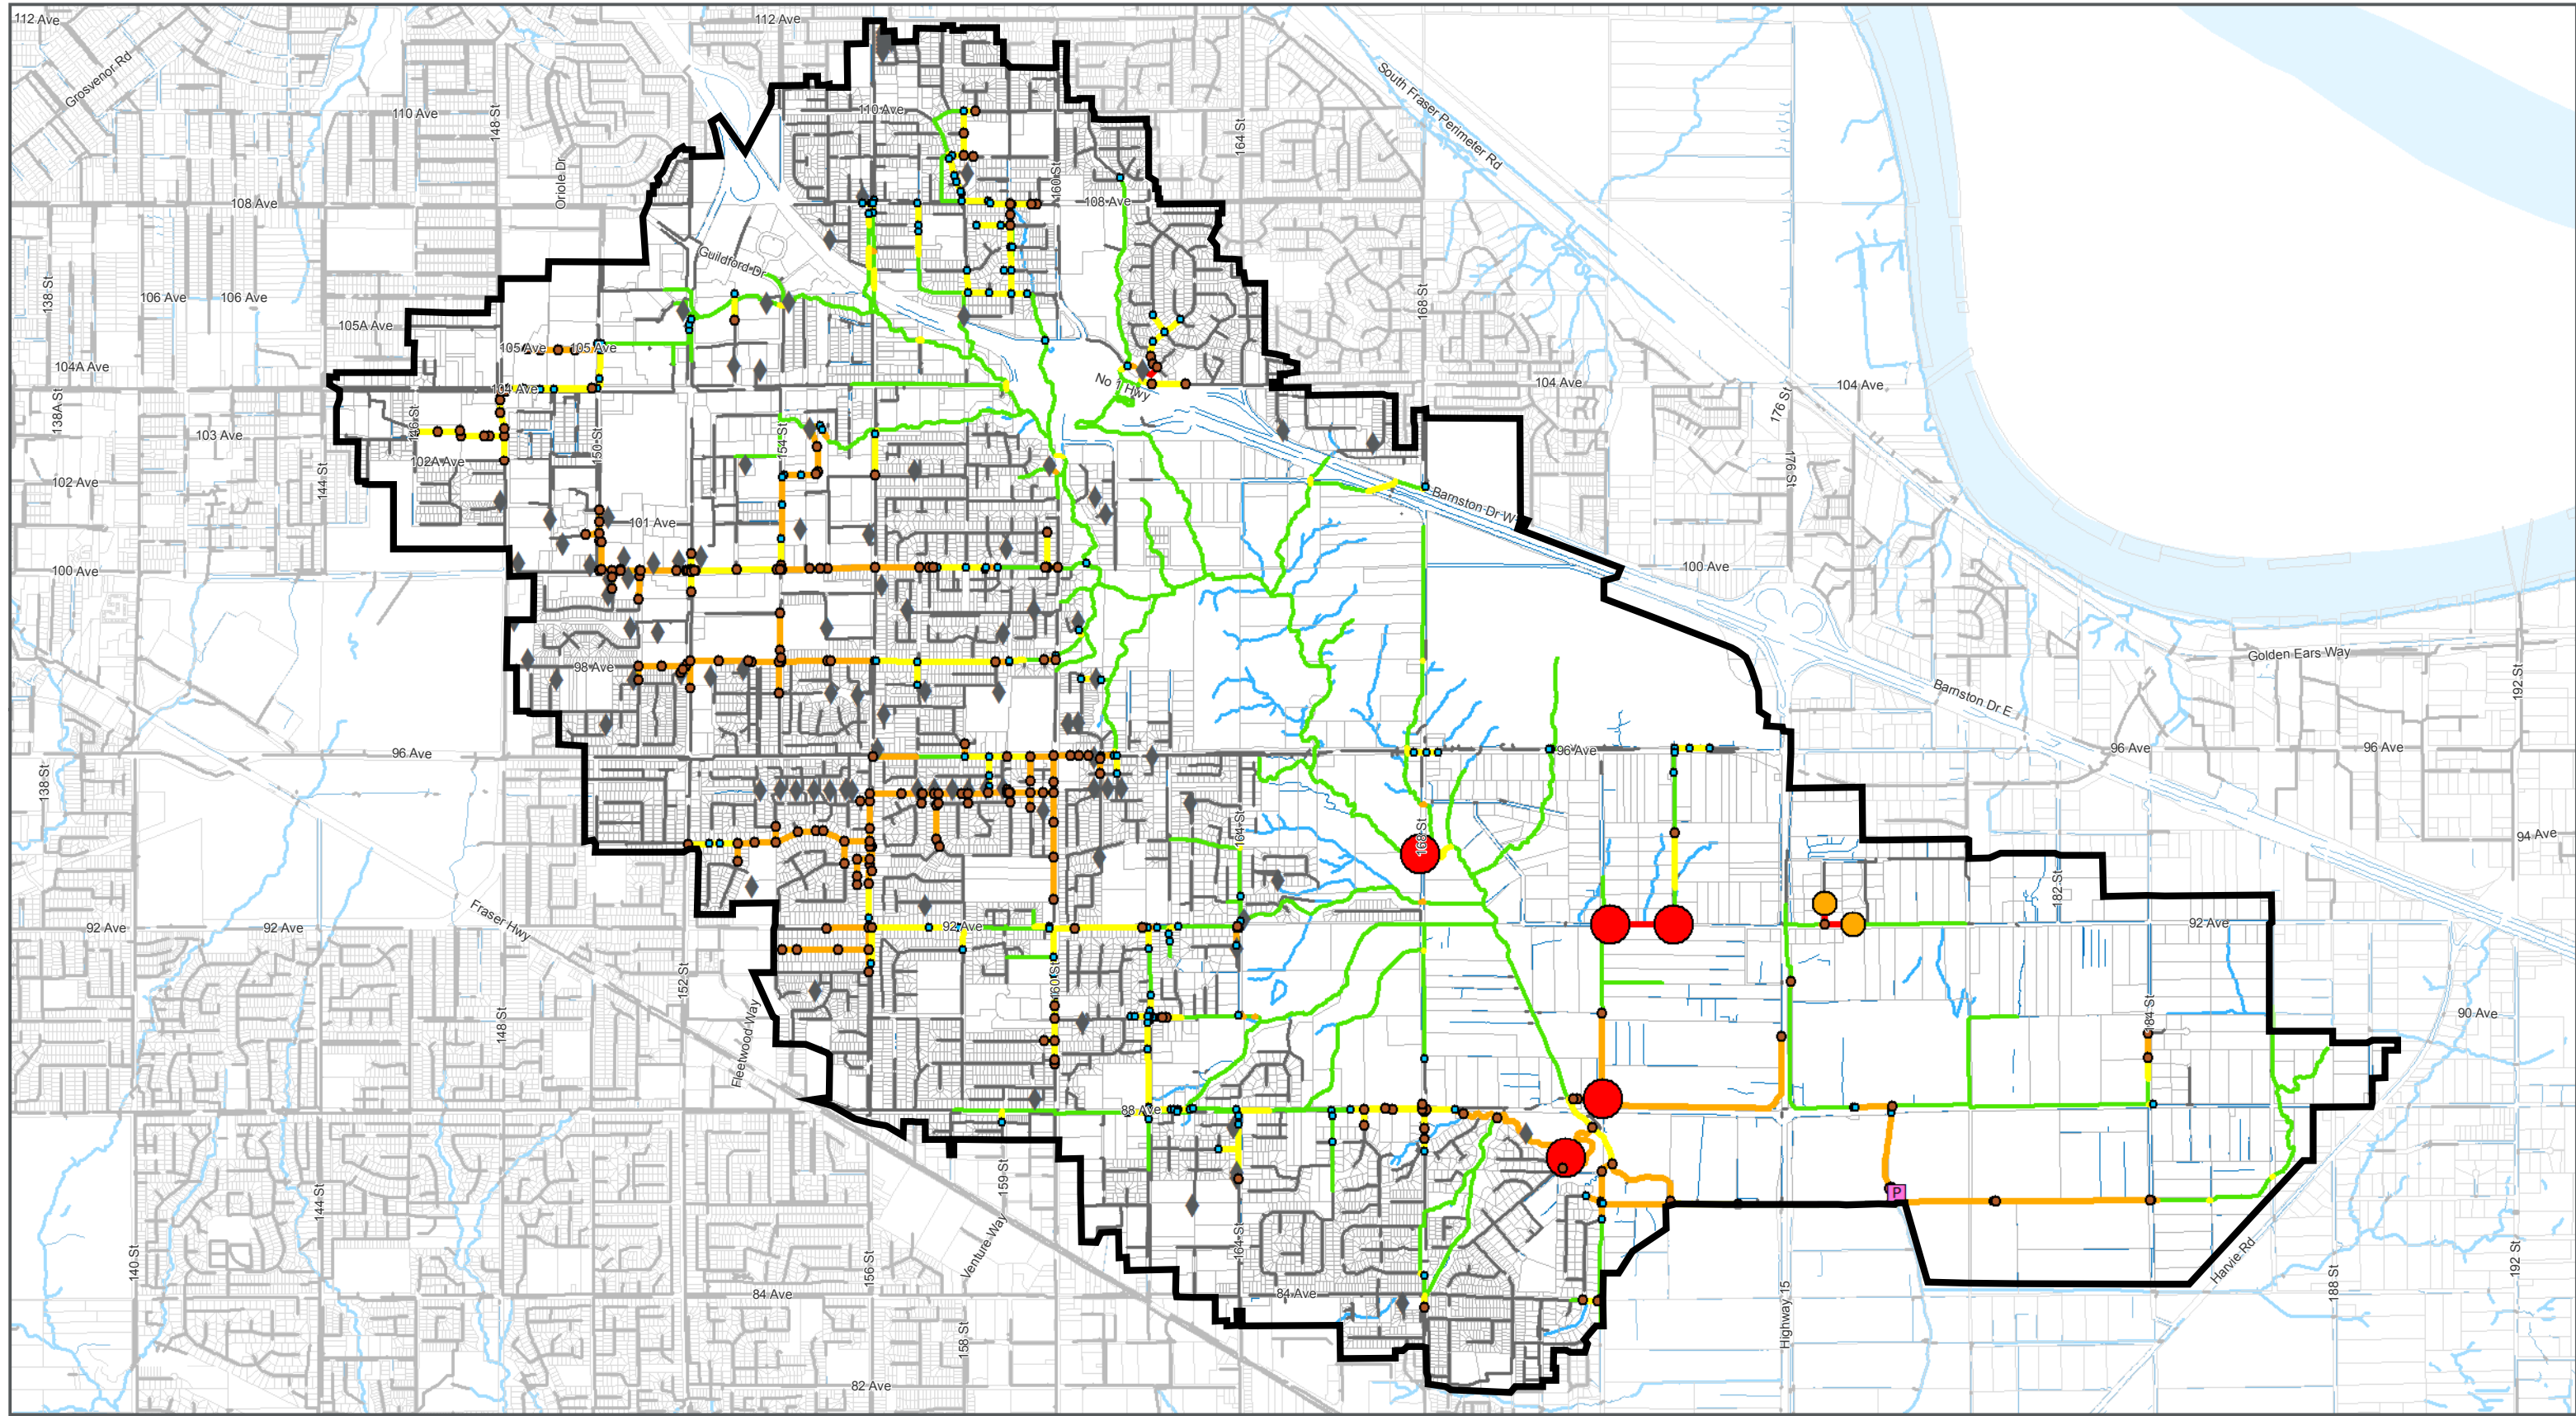 112 Ave
112 Ave
Grosvenor Rd
South Fraser Perimeter Rd
110 Ave
110 Ave
148 St
164 St
Oriole Dr
160 St
108 Ave
108 Ave
Guildford Dr
138 St
106 Ave
106 Ave
168 St
105A Ave
105 Ave
105 Ave
104A Ave
104 Ave
No 1 Hwy
104 Ave
104 Ave
138A St
146 St
176 St
103 Ave
150 St
154 St
102A Ave
176 St
102 Ave
144 St
Barnston Dr W
101 Ave
100 Ave
100 Ave
98 Ave
Golden Ears Way
192 St
Barnston Dr E
96 Ave
96 Ave
96 Ave
96 Ave
138 St
164 St
168 St
94 Ave
182 St
Fraser Hwy
92 Ave
92 Ave
92 Ave
92 Ave
152 St
160 St
148 St
184 St
90 Ave
Fleetwood Way
88 Ave
159 St
144 St
P
140 St
156 St
Venture Way
164 St
Harvie Rd
192 St
188 St
84 Ave
84 Ave
Highway 15
158 St
82 Ave